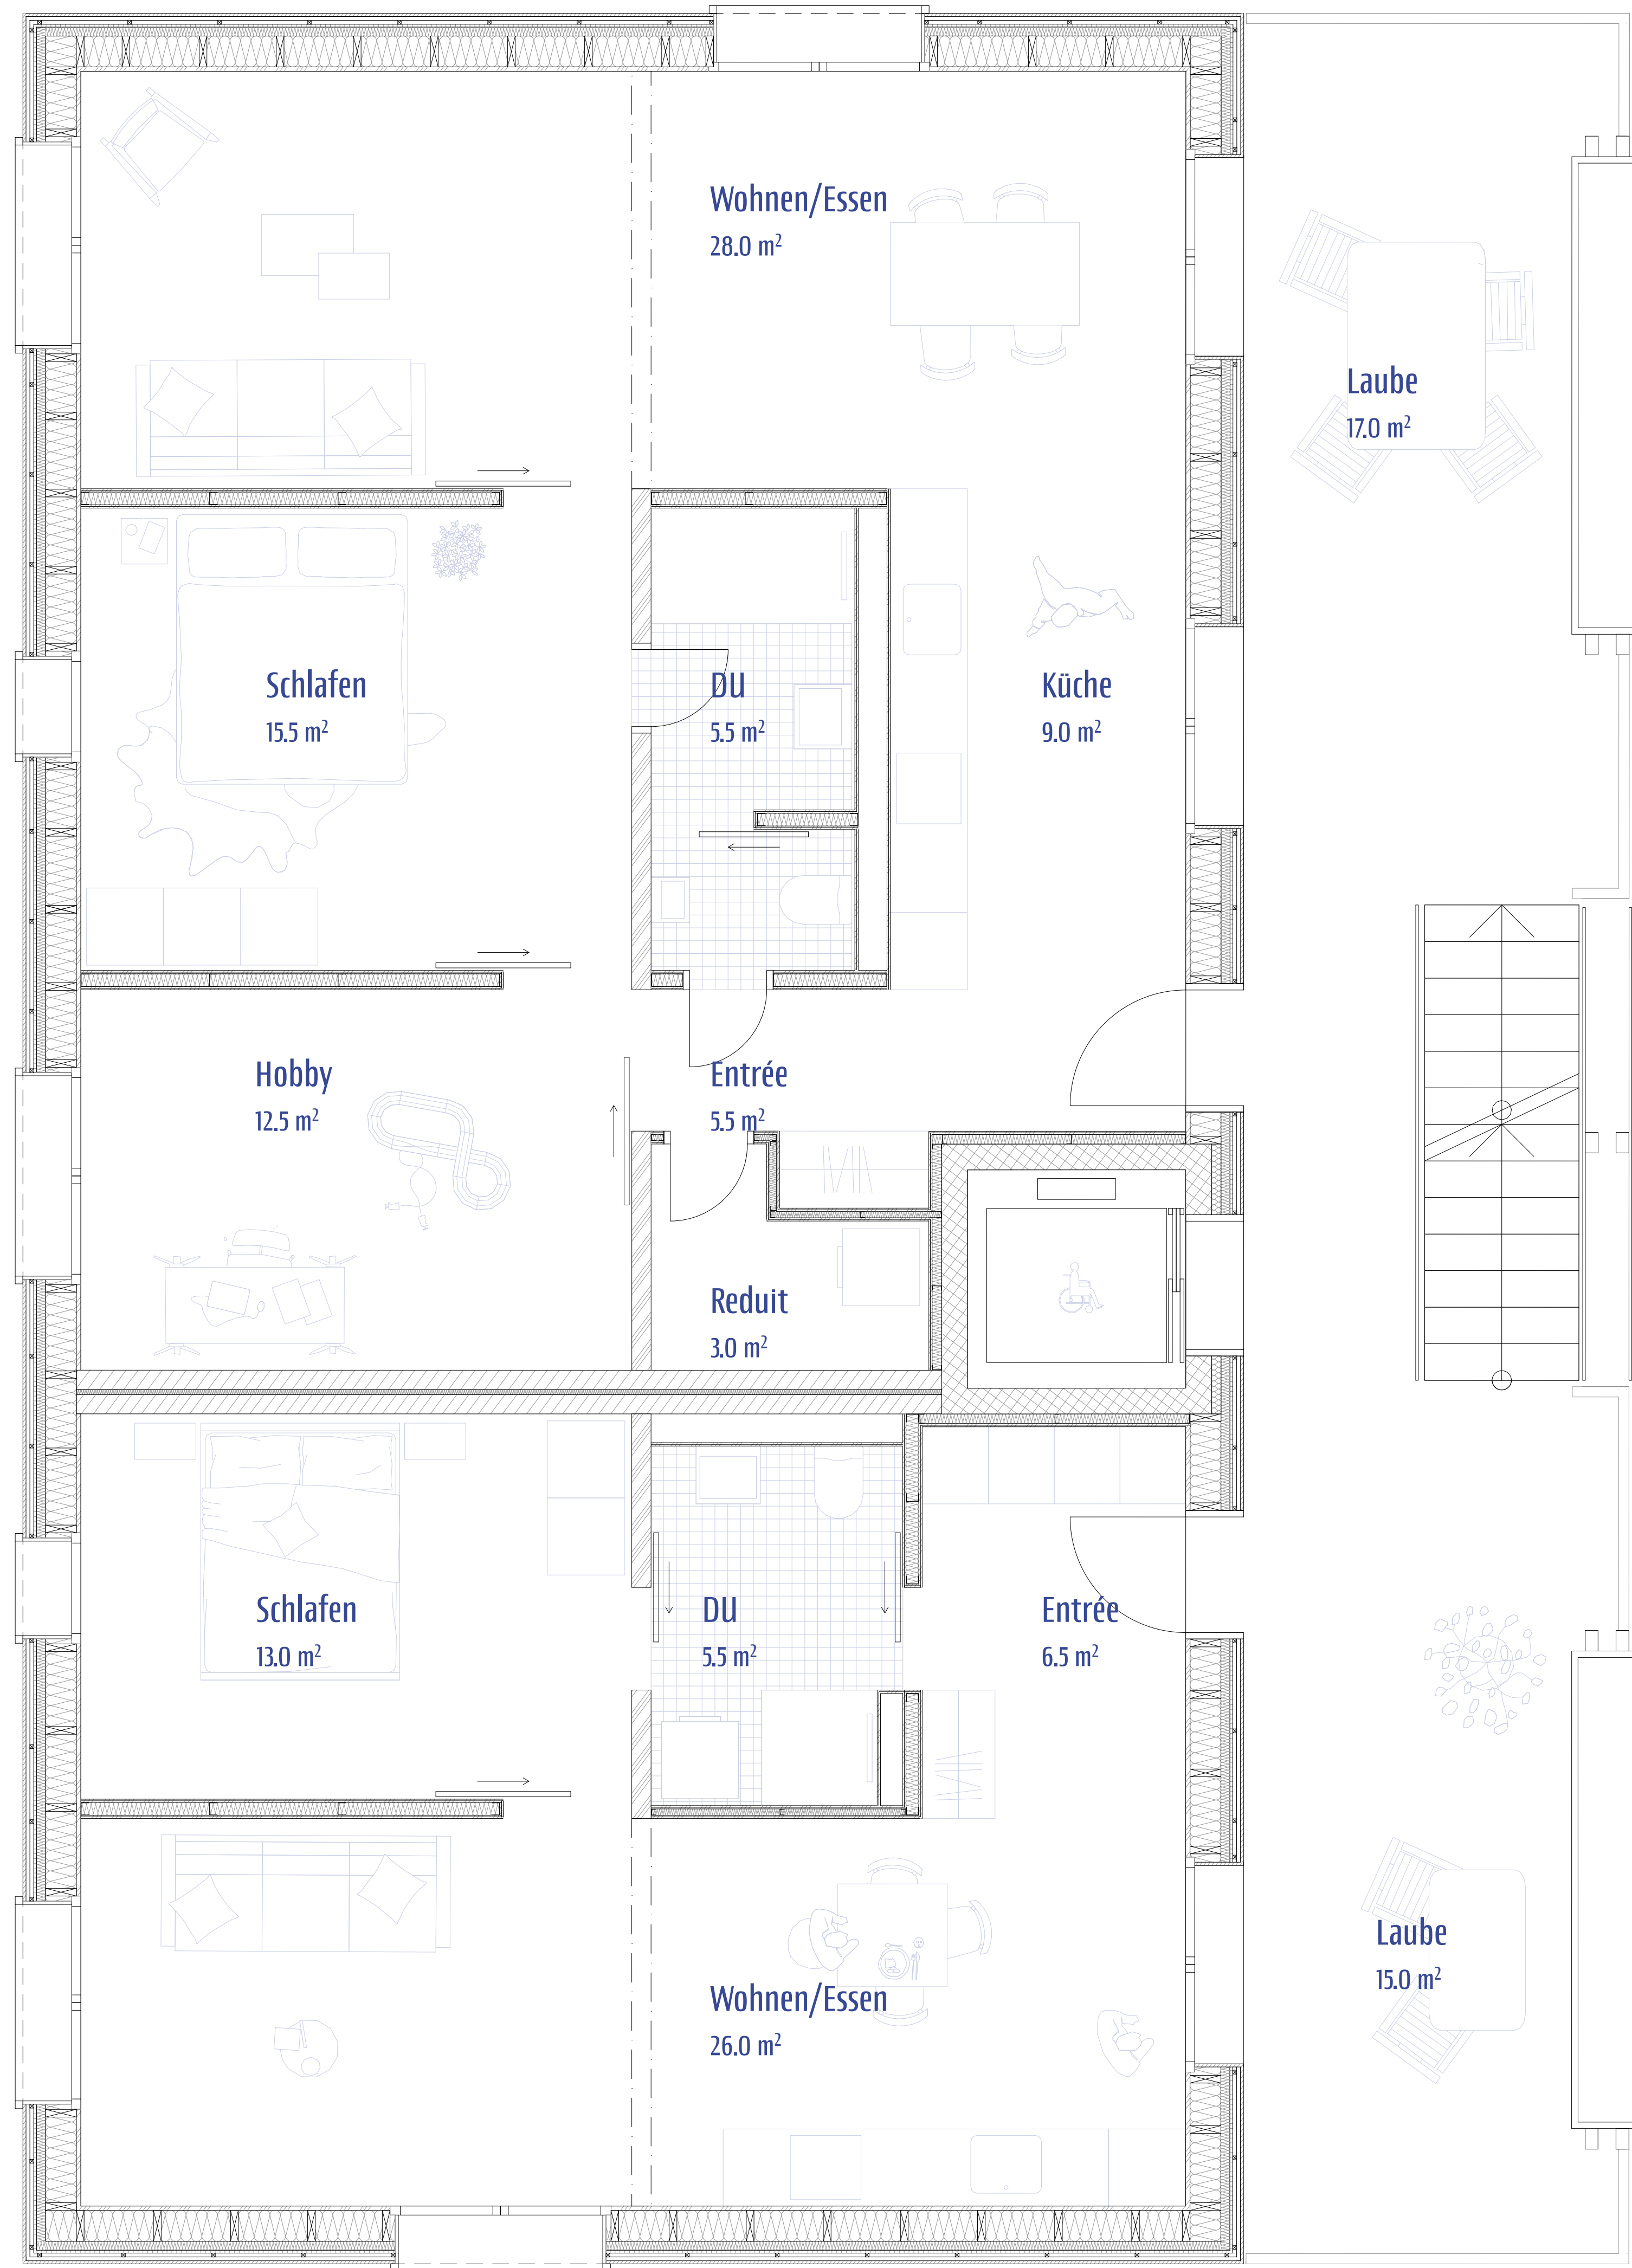 Wohnen/Essen
28.0 m²
Laube
17.0 m²
Schlafen
15.5 m²
DU
5.5 m²
Küche
9.0 m²
Hobby
12.5 m²
Entrée
5.5 m²
Reduit
3.0 m²
Schlafen
13.0 m²
DU
5.5 m²
Entrée
6.5 m²
Laube
15.0 m²
Wohnen/Essen
26.0 m²